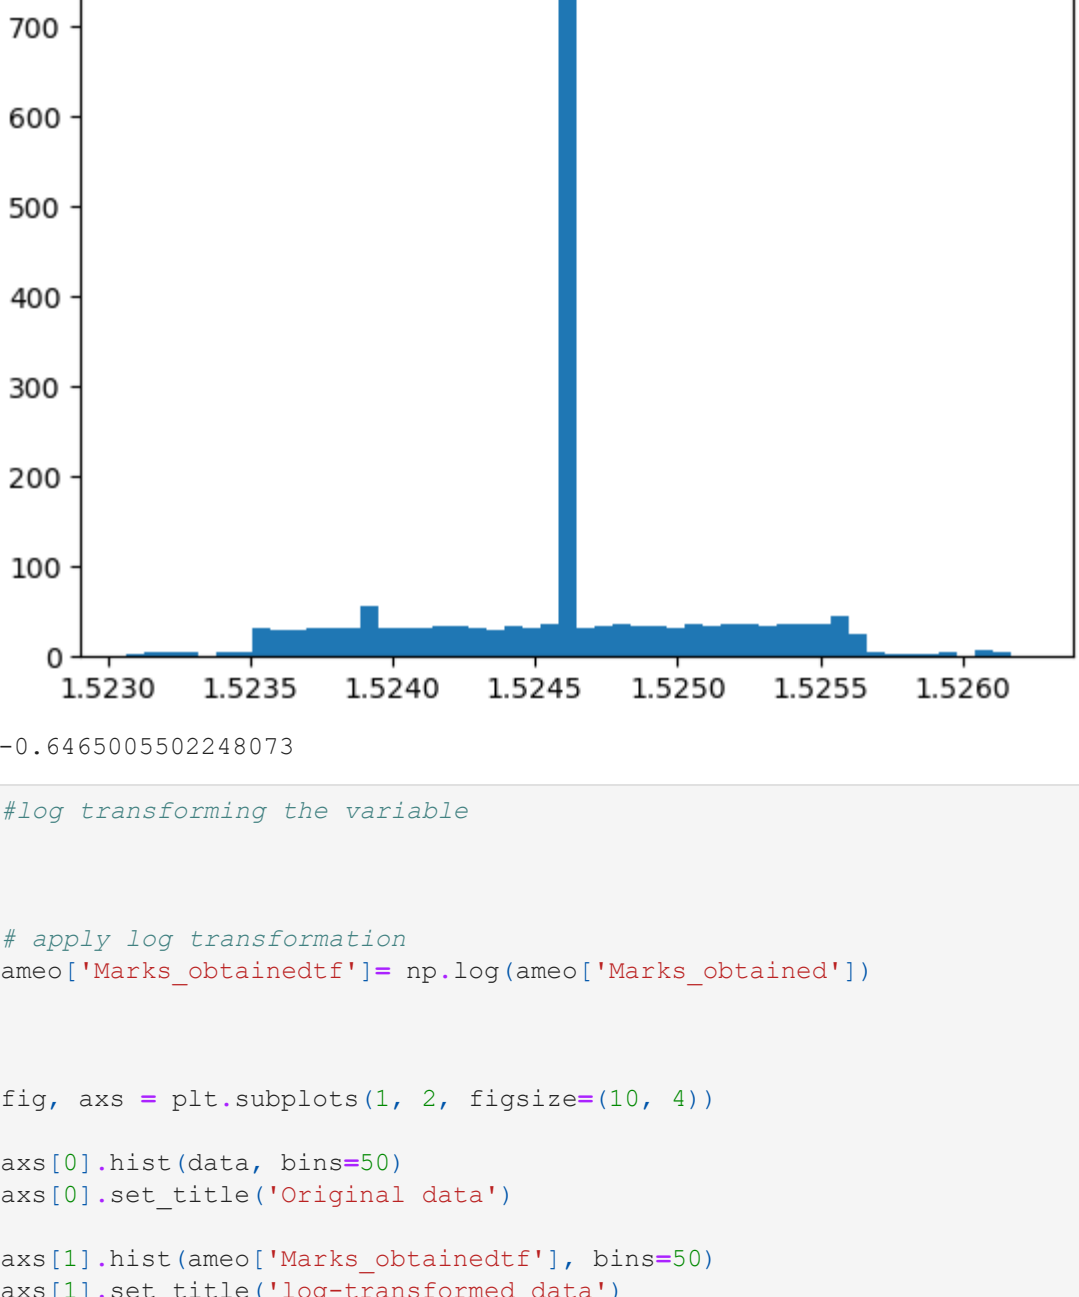 700
600
500
400
300
200
100
0
1.5230 1.5235 1.5240 1.5245 1.5250 1.5255 1.5260
-0.6465005502248073
#log transforming the variable
# apply log transformation
ameo['Marks_obtainedtf']= np.log(ameo['Marks_obtained'])
fig, axs = plt.subplots(1, 2, figsize=(10, 4))
axs[0].hist(data, bins=50)
axs[0].set_title('Original data')
axs[1].hist(ameo['Marks_obtainedtf'], bins=50)
axs[1].set_title('log-transformed data')